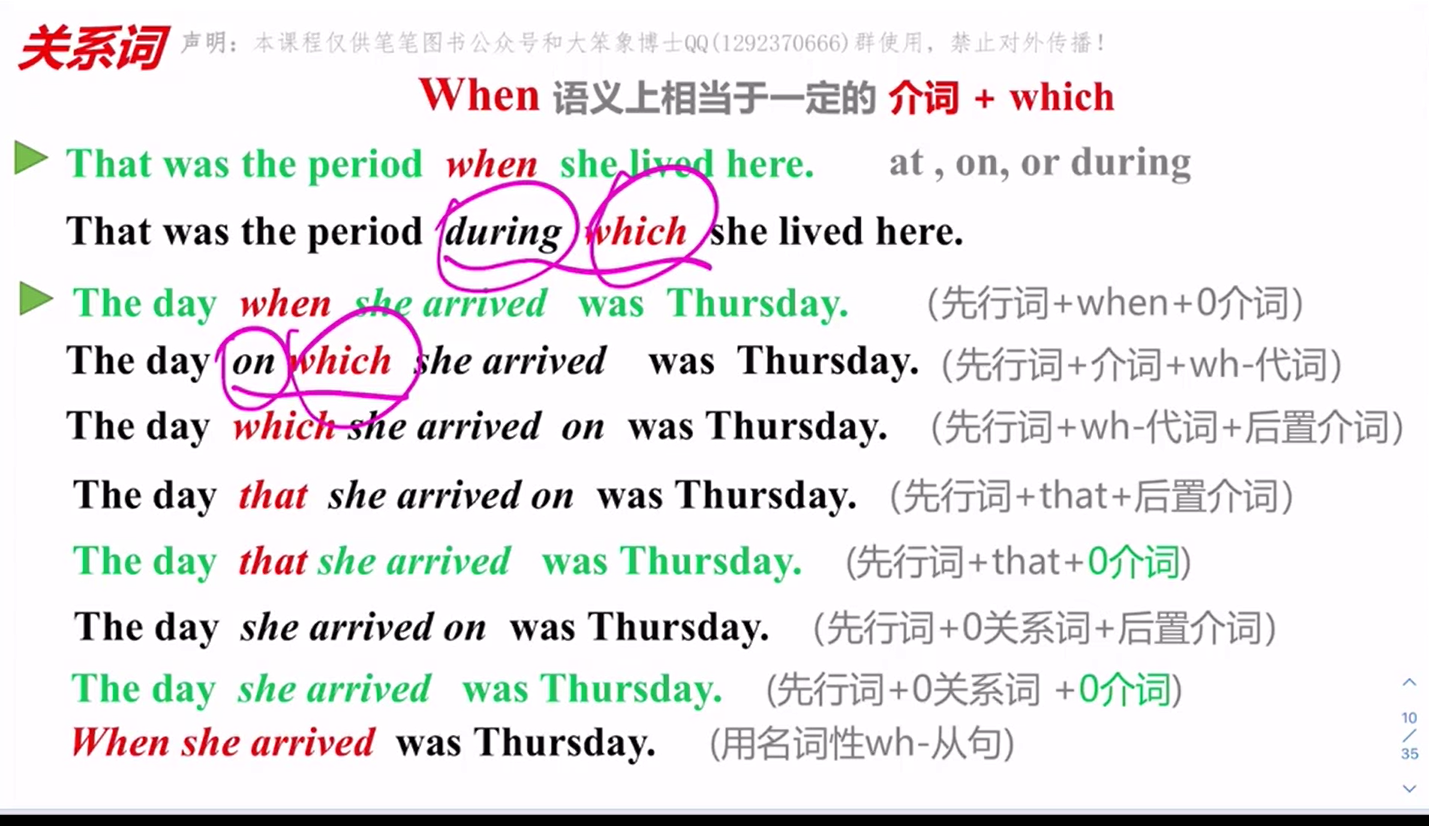 关系词 声明：本课程仅供笔笔图书公众号和大笨象博士QQ(1292370666)群使用，禁止对外传播！
When 语义上相当于一定的 介词 + which
That was the period when she lived here. at , on, or during
That was the period during which she lived here.
The day when she arrived was Thursday. (先行词+when+0介词)
The day on which she arrived was Thursday. (先行词+介词+wh-代词)
The day which she arrived on was Thursday. (先行词+wh-代词+后置介词)
The day that she arrived on was Thursday. (先行词+that+后置介词)
The day that she arrived was Thursday. (先行词+that+0介词)
The day she arrived on was Thursday. (先行词+0关系词+后置介词)
The day she arrived was Thursday. (先行词+0关系词 +0介词)
When she arrived was Thursday. (用名词性wh-从句)
10
/
35